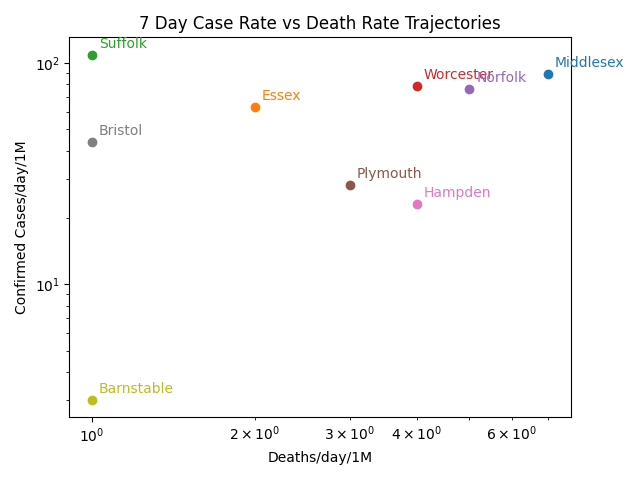 7 Day Case Rate vs Death Rate Trajectories
Confirmed Cases/day/1M
10²
10¹
Suffolk
Middlesex
Worcester
Norfolk
Essex
Bristol
Plymouth
Hampden
Barnstable
10⁰
2 × 10⁰
3 × 10⁰
4 × 10⁰
6 × 10⁰
Deaths/day/1M